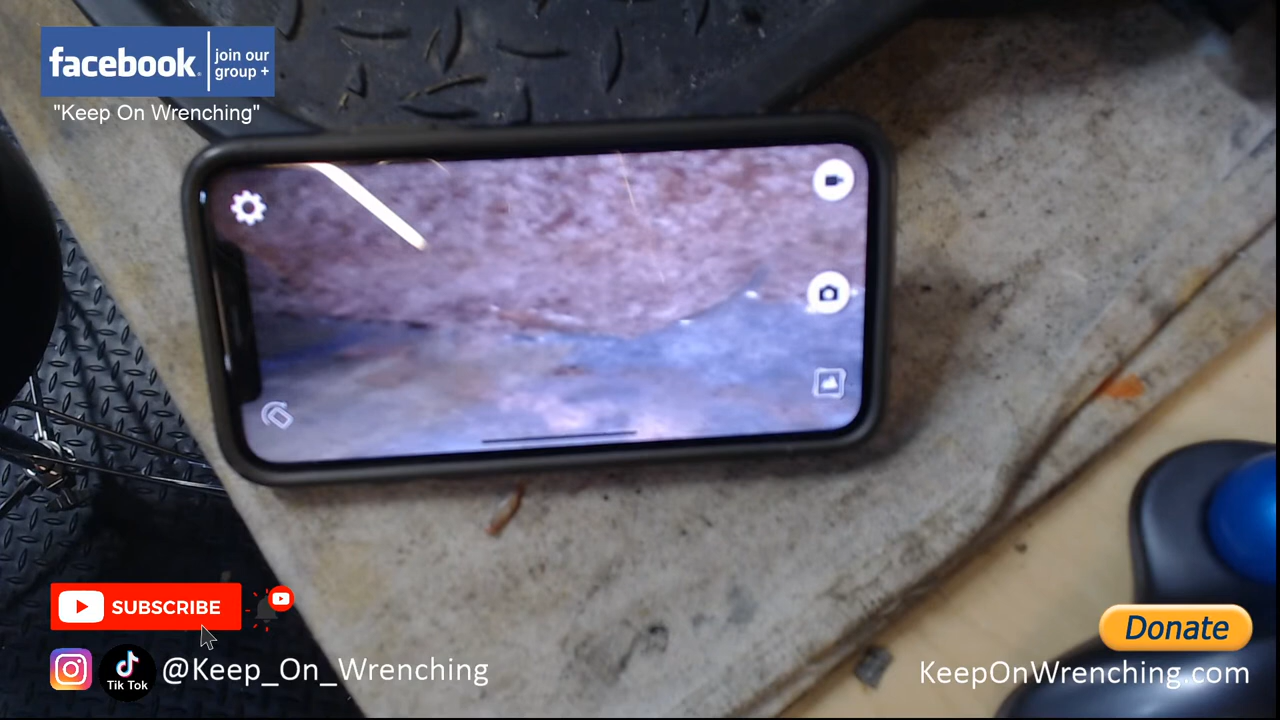 facebook. join our
group +
"Keep On Wrenching"
SUBSCRIBE
Tik Tok
@Keep_On_Wrenching
Donate
KeepOnWrenching.com